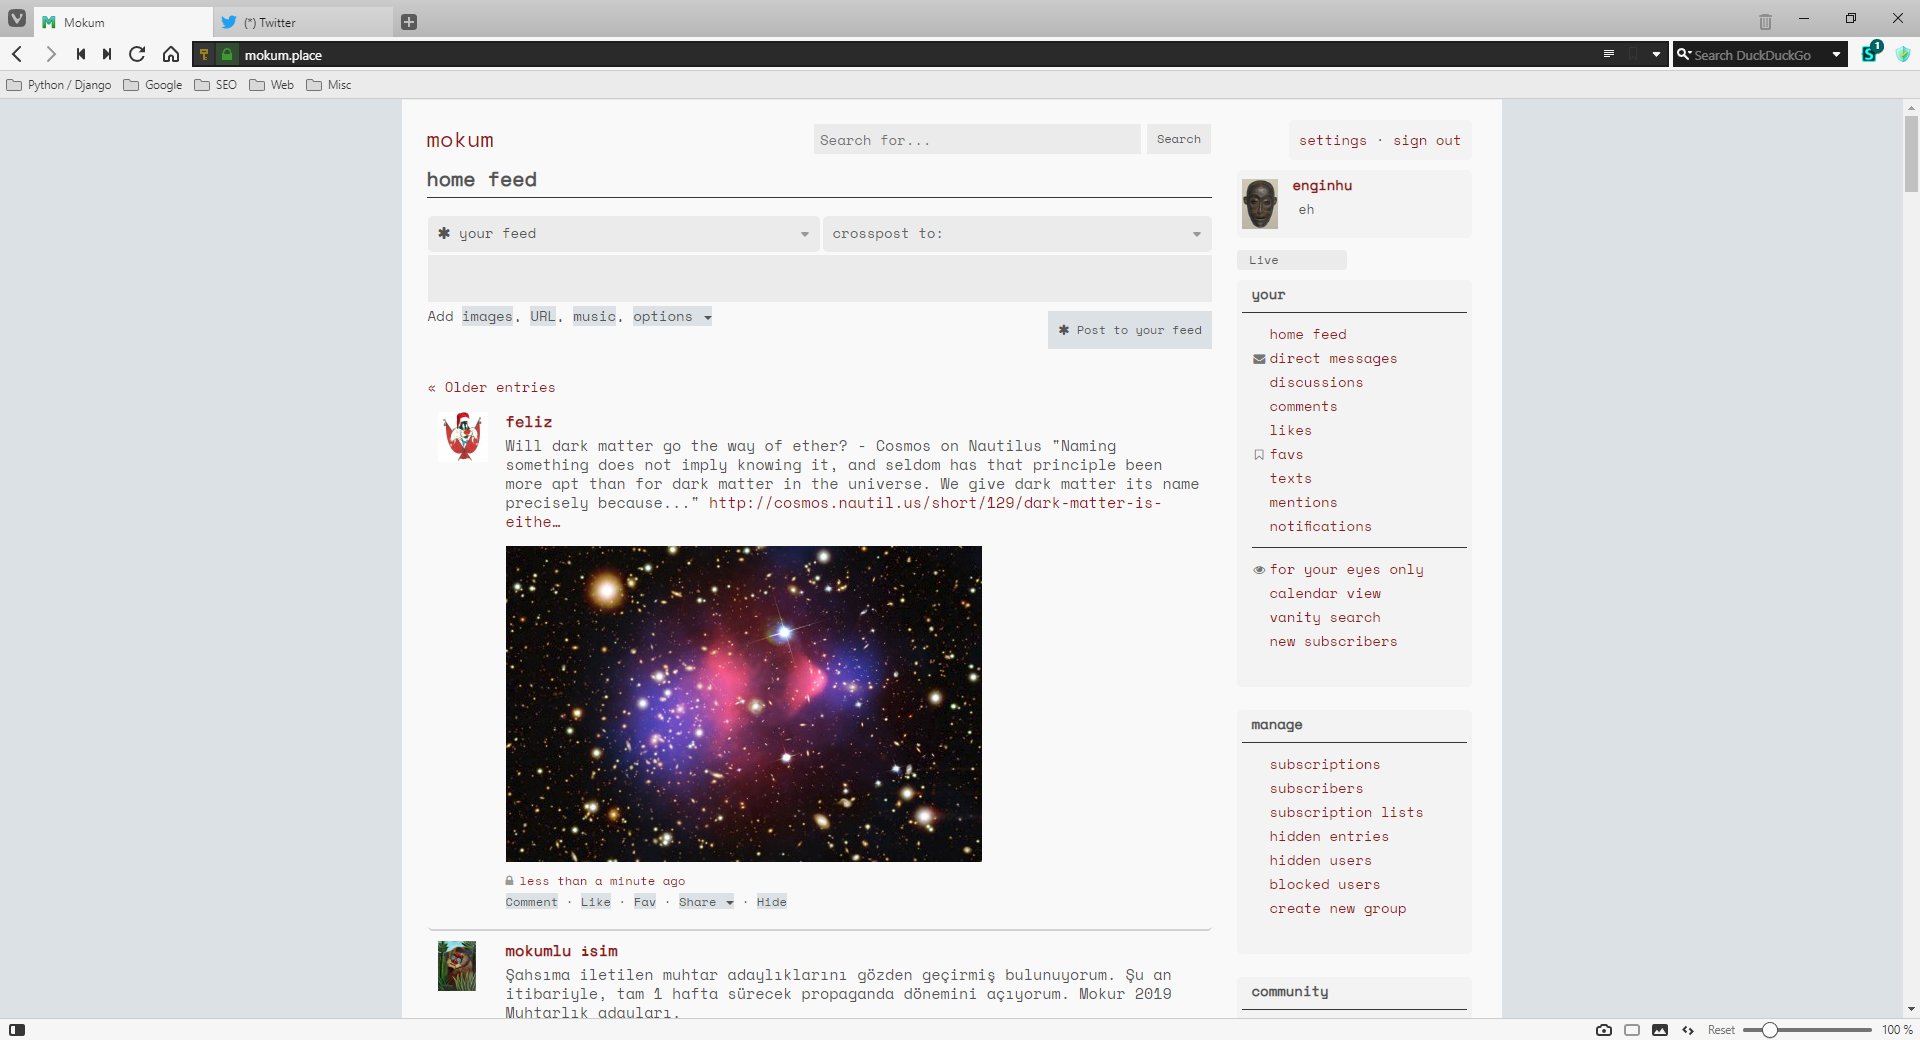 Mokum
(*) Twitter
mokum.place
Search DuckDuckGo
1
Python / Django
Google
SEO
Web
Misc
mokum
Search for...
Search
settings · sign out
home feed
enginhu
eh
✱ your feed
crosspost to:
Live
Add images, URL, music, options
✱ Post to your feed
your
home feed
direct messages
discussions
comments
likes
favs
texts
mentions
notifications
for your eyes only
calendar view
vanity search
new subscribers
« Older entries
feliz
Will dark matter go the way of ether? - Cosmos on Nautilus "Naming
something does not imply knowing it, and seldom has that principle been
more apt than for dark matter in the universe. We give dark matter its name
precisely because..." http://cosmos.nautil.us/short/129/dark-matter-is-
eithe…
less than a minute ago
Comment · Like · Fav · Share · Hide
manage
subscriptions
subscribers
subscription lists
hidden entries
hidden users
blocked users
create new group
mokumlu isim
Şahsıma iletilen muhtar adaylıklarını gözden geçirmiş bulunuyorum. Şu an
itibariyle, tam 1 hafta sürecek propaganda dönemini açıyorum. Mokur 2019
Muhtarlık adayları.
community
Reset
100 %